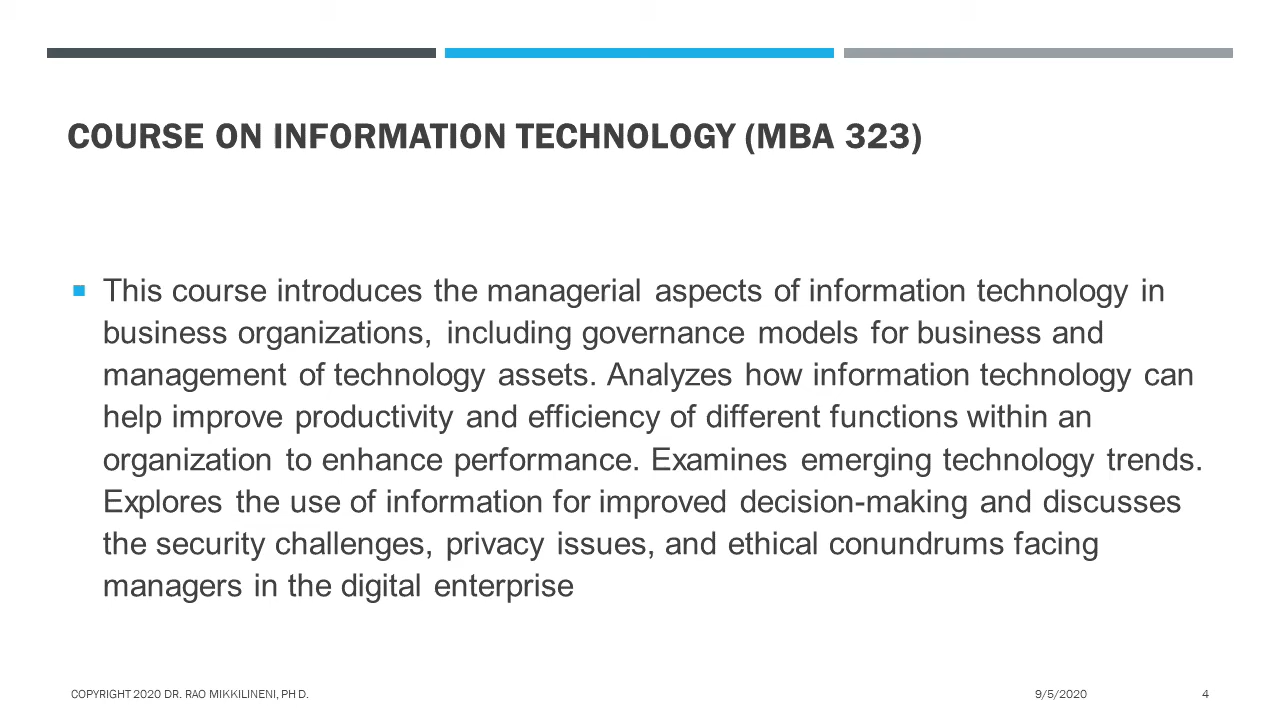 COURSE ON INFORMATION TECHNOLOGY (MBA 323)
This course introduces the managerial aspects of information technology in
business organizations, including governance models for business and
management of technology assets. Analyzes how information technology can
help improve productivity and efficiency of different functions within an
organization to enhance performance. Examines emerging technology trends.
Explores the use of information for improved decision-making and discusses
the security challenges, privacy issues, and ethical conundrums facing
managers in the digital enterprise
COPYRIGHT 2020 DR. RAO MIKKILINENI, PH D. 9/5/2020 4